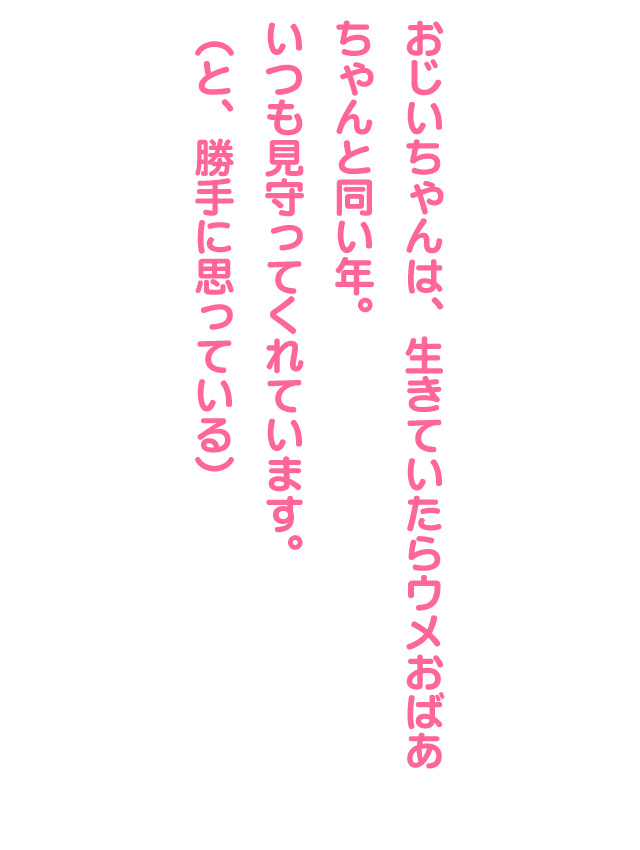 おじいちゃんは、生きていたらウメおばあ
ちゃんと同い年。
いつも見守ってくれています。
（と、勝手に思っている）